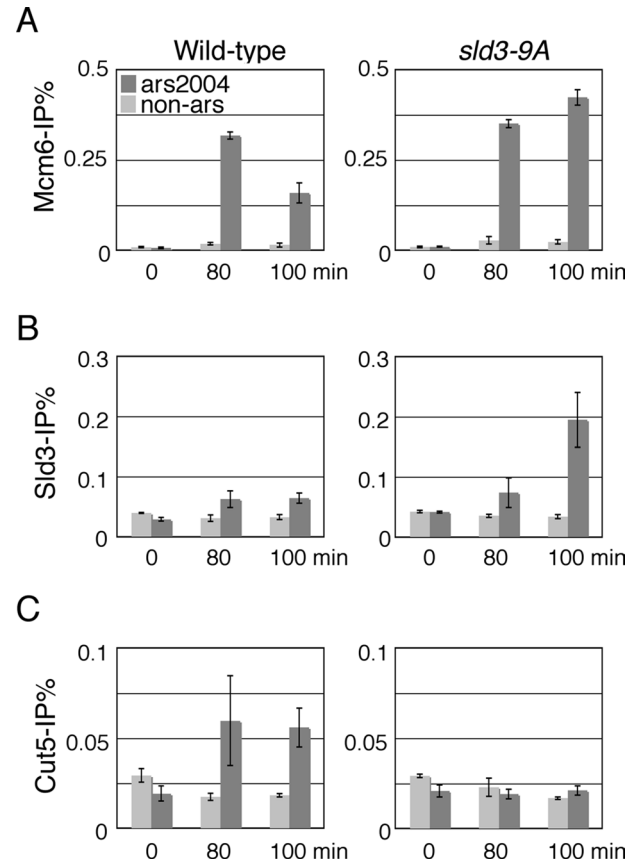 A
Wild-type
sld3-9A
Mcm6-IP%
0.5
0.25
0
ars2004
non-ars
0 80 100 min
0.5
0.25
0
0 80 100 min
B
Sld3-IP%
0.3
0.2
0.1
0
0 80 100 min
0.3
0.2
0.1
0
0 80 100 min
C
Cut5-IP%
0.1
0.05
0
0 80 100 min
0.1
0.05
0
0 80 100 min